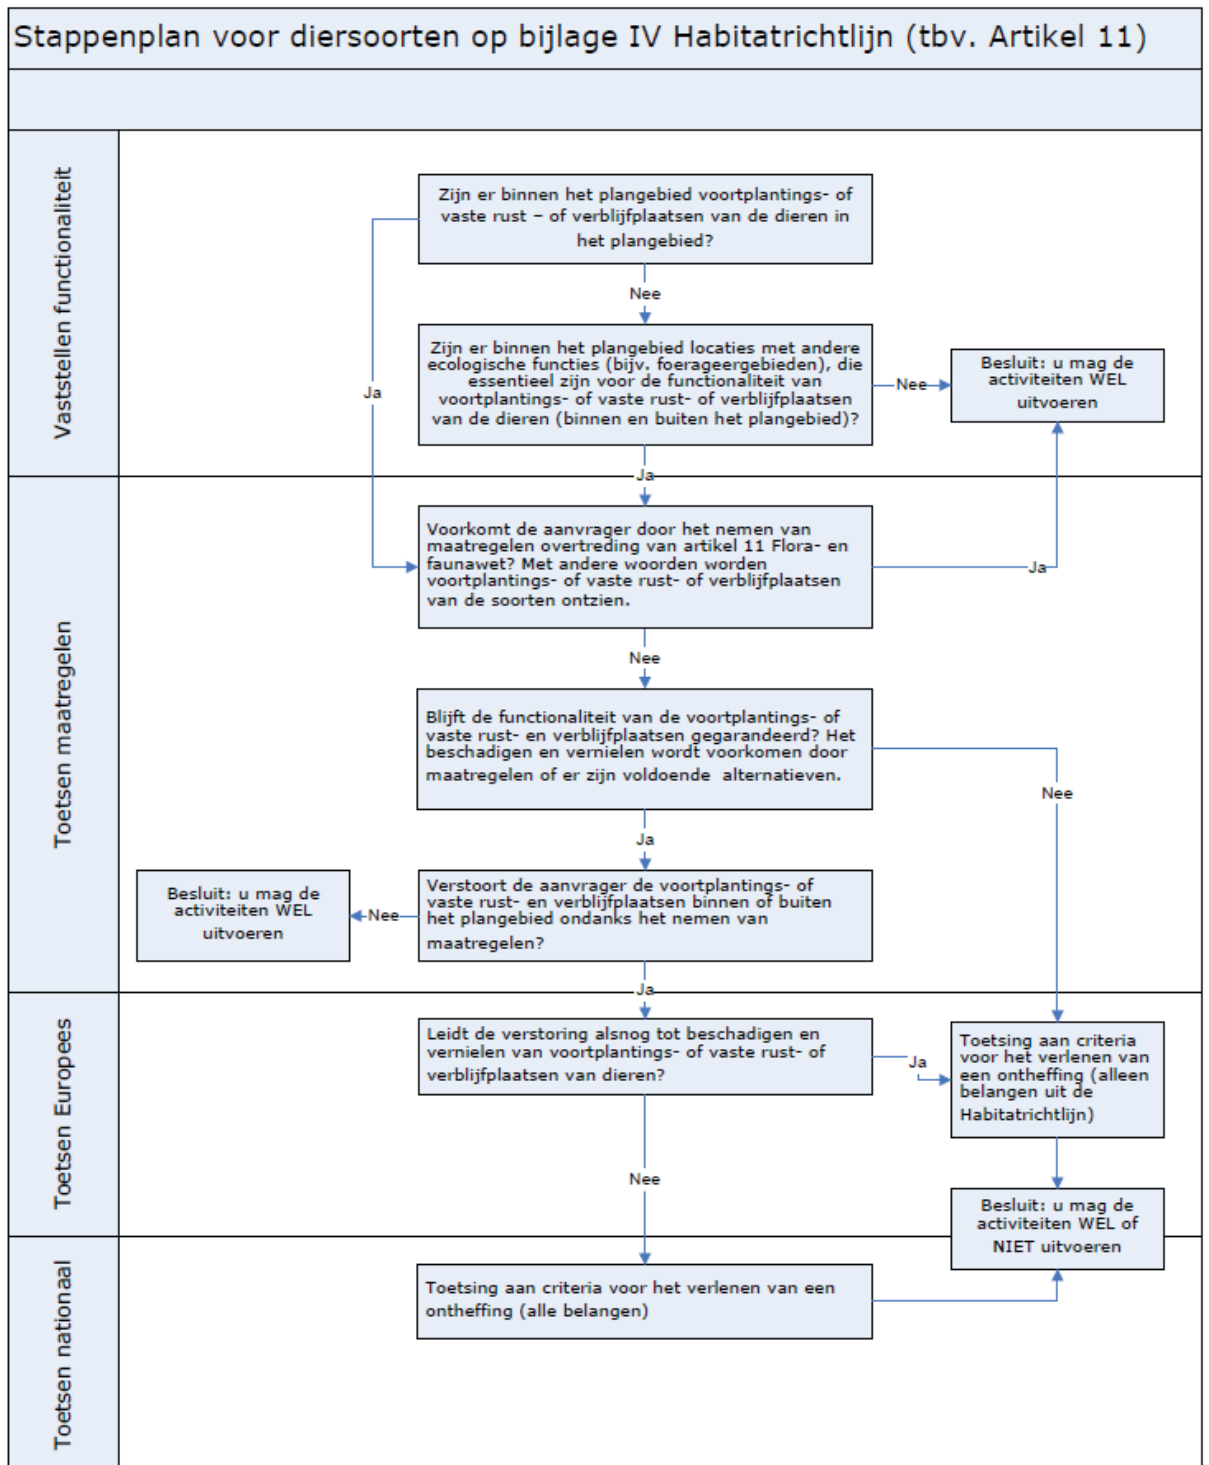 Stappenplan voor diersoorten op bijlage IV Habitatrichtlijn (tbv. Artikel 11)
Vaststellen functionaliteit
Zijn er binnen het plangebied voortplantings- of
vaste rust – of verblijfplaatsen van de dieren in
het plangebied?
Nee
Ja
Zijn er binnen het plangebied locaties met andere
ecologische functies (bijv. foerageergebieden), die
essentieel zijn voor de functionaliteit van
voortplantings- of vaste rust- of verblijfplaatsen
van de dieren (binnen en buiten het plangebied)?
Nee
Besluit: u mag de
activiteiten WEL
uitvoeren
Ja
Toetsen maatregelen
Voorkomt de aanvrager door het nemen van
maatregelen overtreding van artikel 11 Flora- en
faunawet? Met andere woorden worden
voortplantings- of vaste rust- of verblijfplaatsen
van de soorten ontzien.
Ja
Nee
Blijft de functionaliteit van de voortplantings- of
vaste rust- en verblijfplaatsen gegarandeerd? Het
beschadigen en vernielen wordt voorkomen door
maatregelen of er zijn voldoende alternatieven.
Nee
Ja
Verstoort de aanvrager de voortplantings- of
vaste rust- en verblijfplaatsen binnen of buiten
het plangebied ondanks het nemen van
maatregelen?
Nee
Besluit: u mag de
activiteiten WEL
uitvoeren
Ja
Toetsen Europees
Leidt de verstoring alsnog tot beschadigen en
vernielen van voortplantings- of vaste rust- of
verblijfplaatsen van dieren?
Ja
Toetsing aan criteria
voor het verlenen van
een ontheffing (alleen
belangen uit de
Habitatrichtlijn)
Nee
Besluit: u mag de
activiteiten WEL of
NIET uitvoeren
Toetsen nationaal
Toetsing aan criteria voor het verlenen van een
ontheffing (alle belangen)